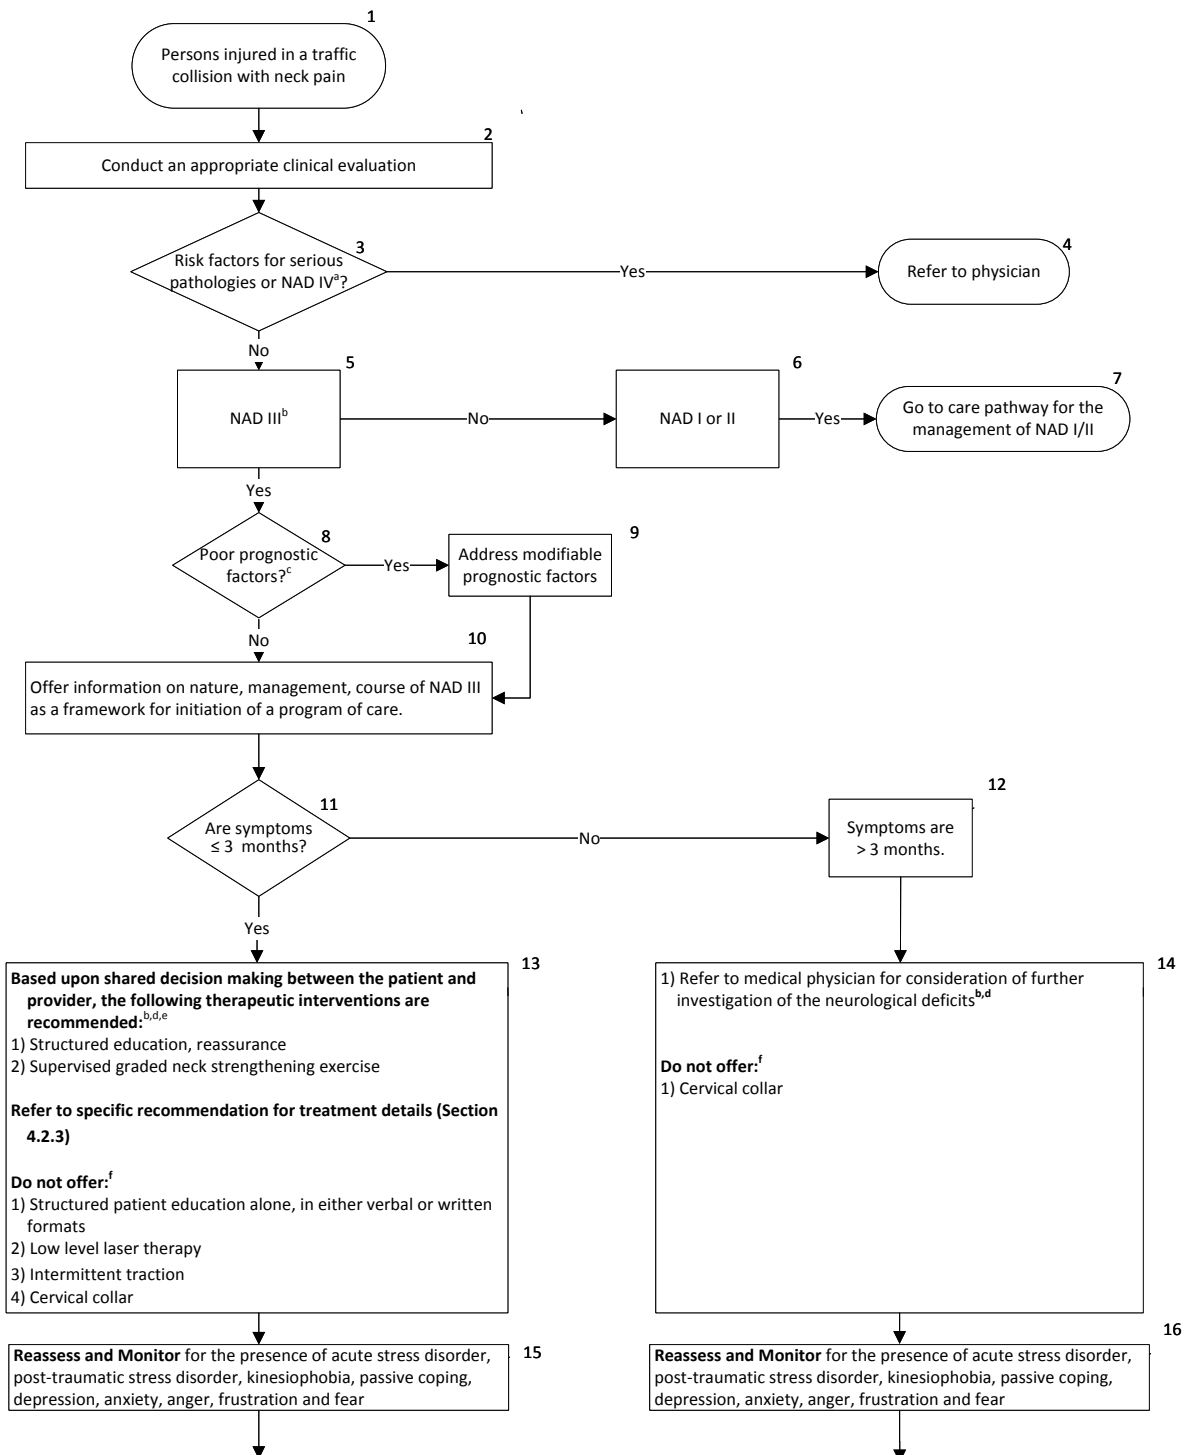 1
Persons injured in a traffic
collision with neck pain
2
Conduct an appropriate clinical evaluation
3
Risk factors for serious
pathologies or NAD IVa?
Yes
4
Refer to physician
No
5
NAD IIIb
No
6
NAD I or II
Yes
7
Go to care pathway for the
management of NAD I/II
Yes
8
Poor prognostic
factors?c
Yes
9
Address modifiable
prognostic factors
No
10
Offer information on nature, management, course of NAD III
as a framework for initiation of a program of care.
11
Are symptoms
≤ 3 months?
No
12
Symptoms are
> 3 months.
Yes
13
Based upon shared decision making between the patient and
provider, the following therapeutic interventions are
recommended:b,d,e
1) Structured education, reassurance
2) Supervised graded neck strengthening exercise
Refer to specific recommendation for treatment details (Section
4.2.3)
Do not offer:f
1) Structured patient education alone, in either verbal or written
formats
2) Low level laser therapy
3) Intermittent traction
4) Cervical collar
14
1) Refer to medical physician for consideration of further
investigation of the neurological deficitsb,d
Do not offer:f
1) Cervical collar
15
Reassess and Monitor for the presence of acute stress disorder,
post-traumatic stress disorder, kinesiophobia, passive coping,
depression, anxiety, anger, frustration and fear
16
Reassess and Monitor for the presence of acute stress disorder,
post-traumatic stress disorder, kinesiophobia, passive coping,
depression, anxiety, anger, frustration and fear